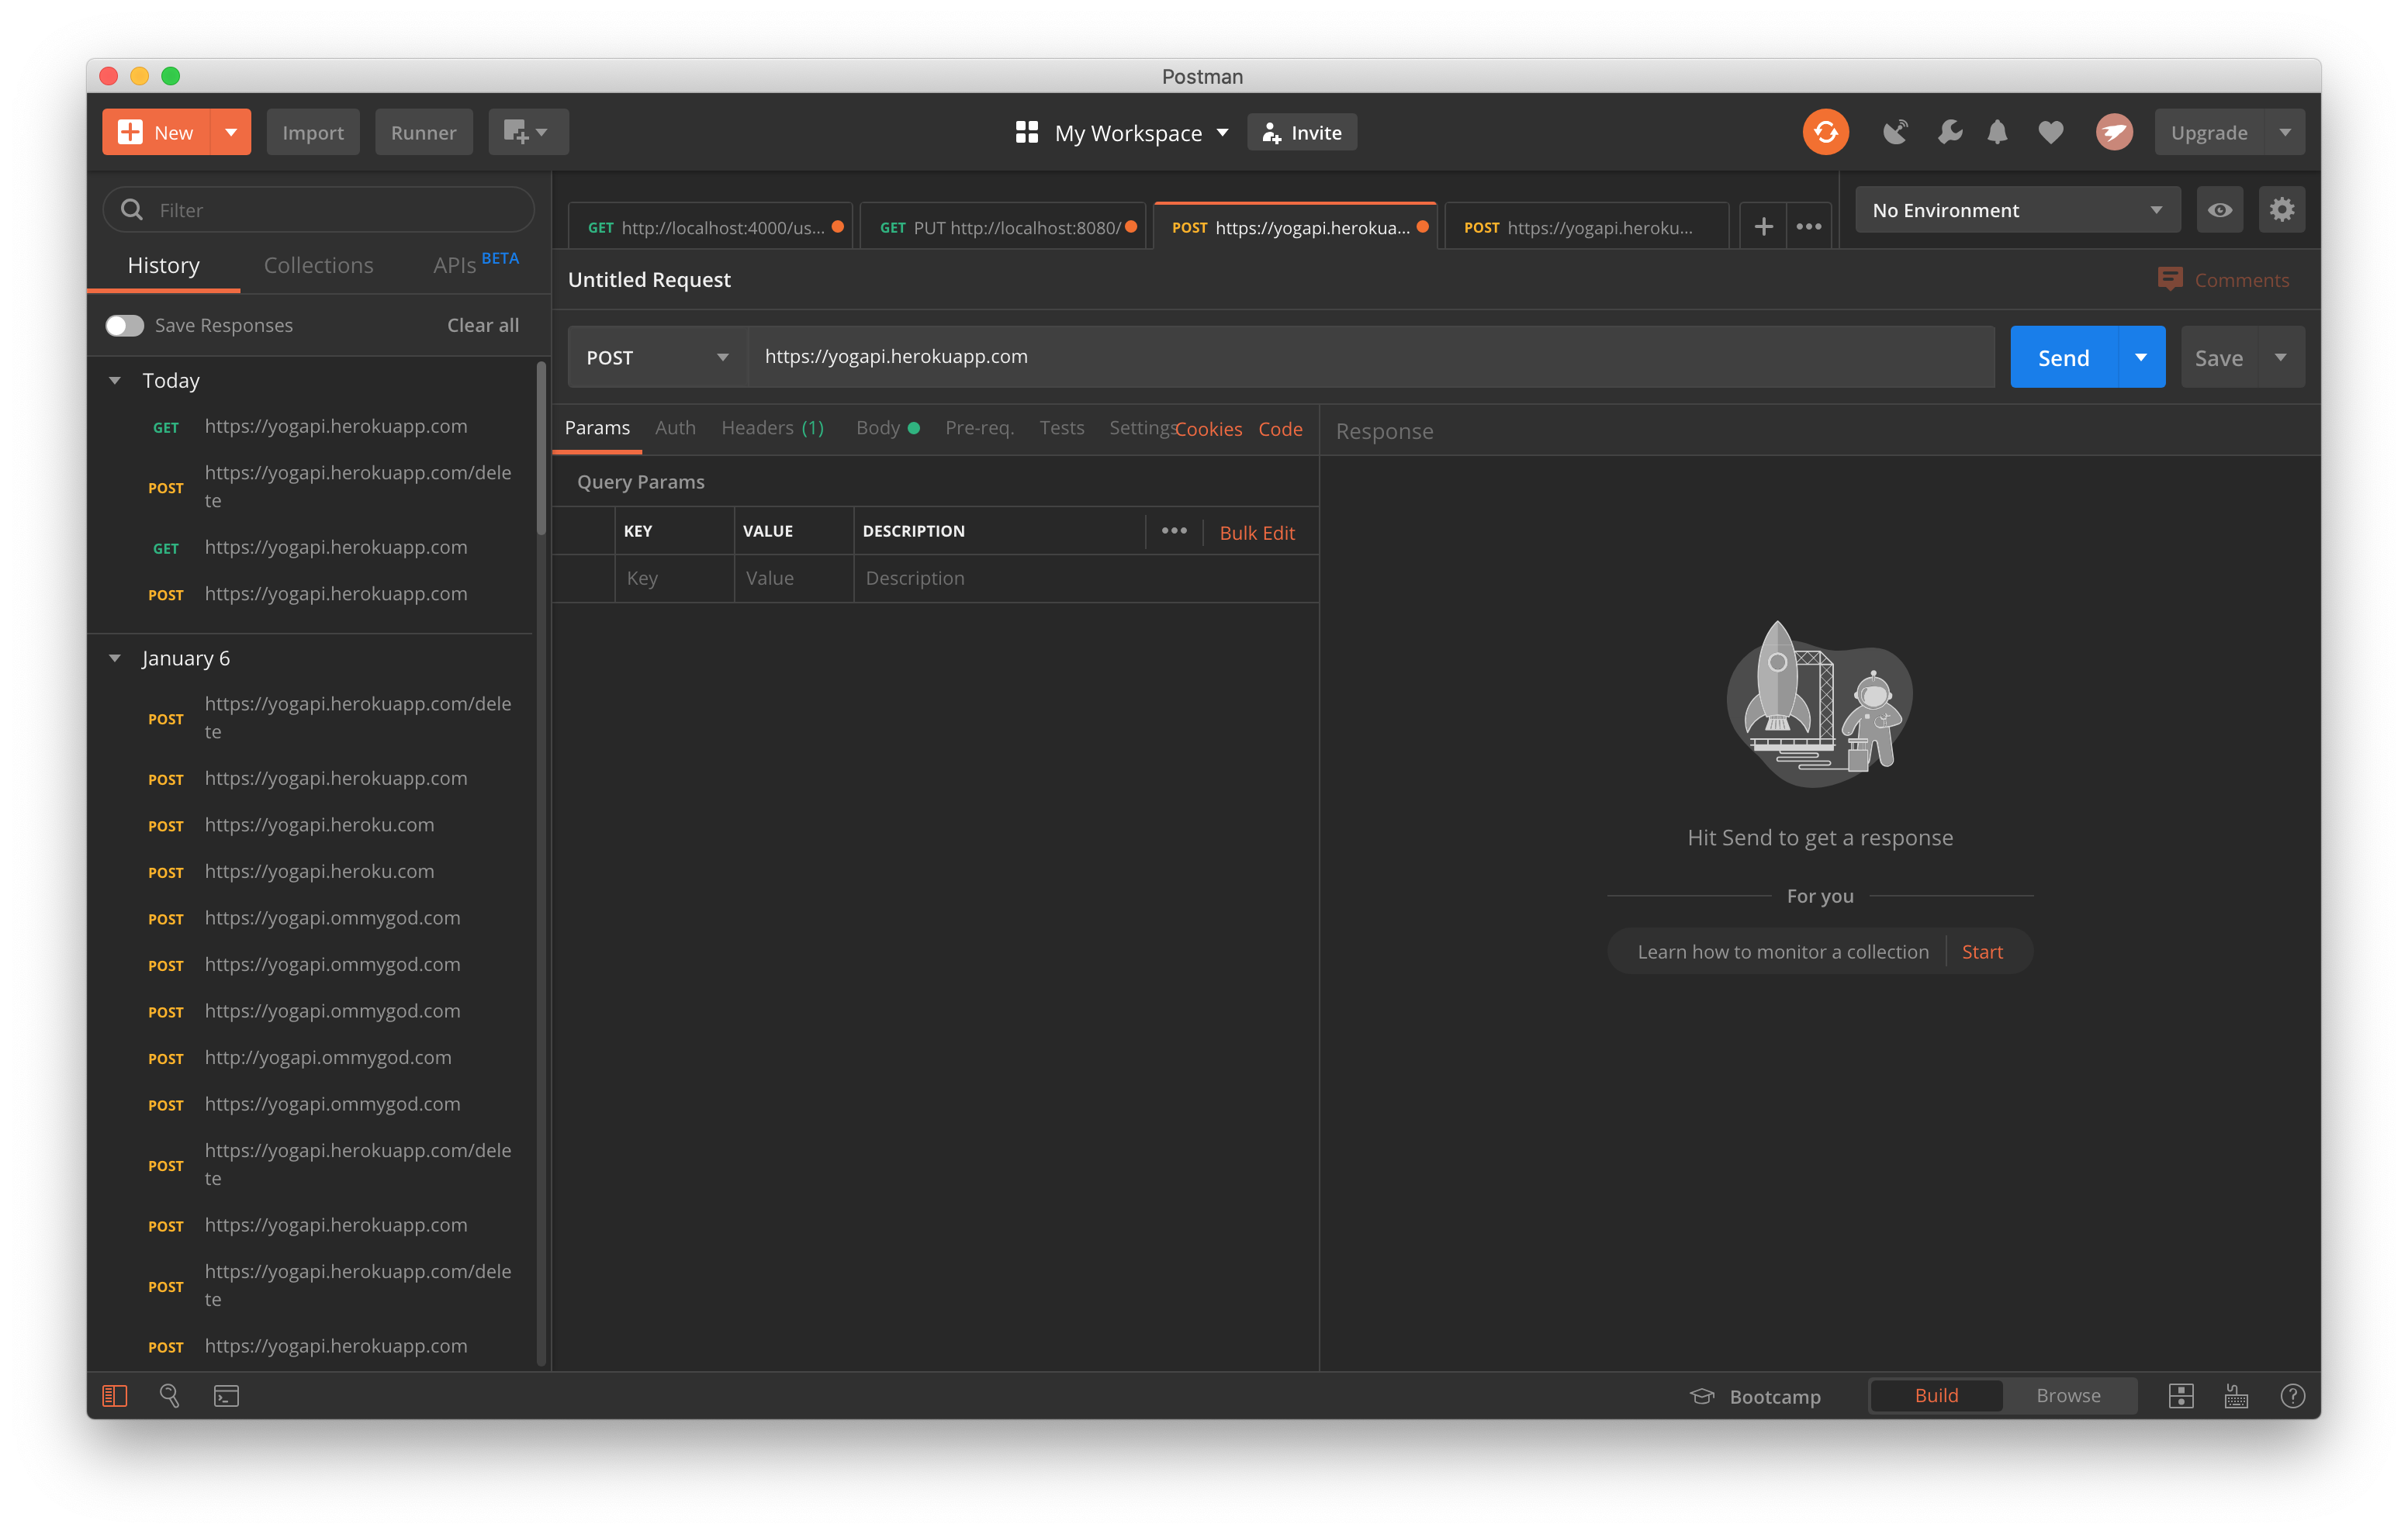 Postman
New
Import
Runner
My Workspace
Invite
Upgrade
Filter
History
Collections
APIs BETA
Save Responses
Clear all
Today
GET https://yogapi.herokuapp.com
POST https://yogapi.herokuapp.com/dele
te
GET https://yogapi.herokuapp.com
POST https://yogapi.herokuapp.com
January 6
POST https://yogapi.herokuapp.com/dele
te
POST https://yogapi.herokuapp.com
POST https://yogapi.heroku.com
POST https://yogapi.heroku.com
POST https://yogapi.ommygod.com
POST https://yogapi.ommygod.com
POST https://yogapi.ommygod.com
POST http://yogapi.ommygod.com
POST https://yogapi.ommygod.com
POST https://yogapi.herokuapp.com/dele
te
POST https://yogapi.herokuapp.com
POST https://yogapi.herokuapp.com/dele
te
POST https://yogapi.herokuapp.com
GET http://localhost:4000/us...
GET PUT http://localhost:8080/
POST https://yogapi.herokua...
POST https://yogapi.heroku...
No Environment
Untitled Request
Comments
POST
https://yogapi.herokuapp.com
Send
Save
Params
Auth
Headers (1)
Body
Pre-req.
Tests
Settings
Cookies
Code
Query Params
KEY
VALUE
DESCRIPTION
Bulk Edit
Key
Value
Description
Response
Hit Send to get a response
For you
Learn how to monitor a collection
Start
Bootcamp
Build
Browse